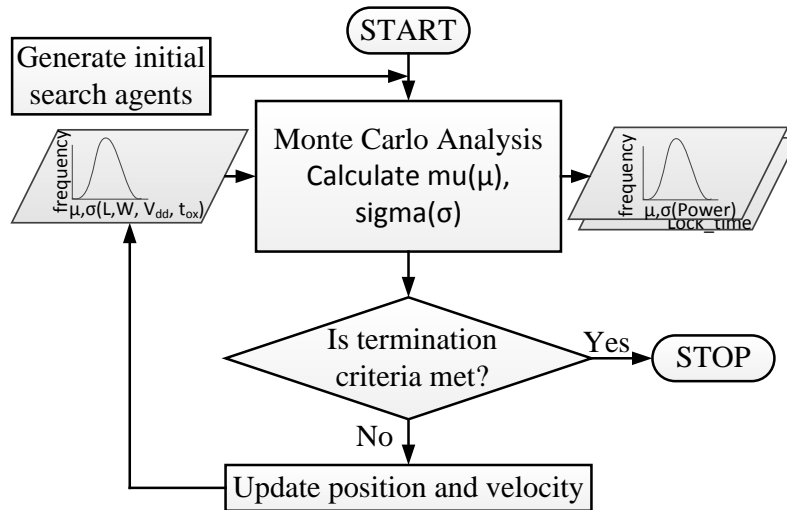 START
Generate initial
search agents
Monte Carlo Analysis
Calculate mu(μ),
sigma(σ)
frequency
μ,σ(L,W, Vdd, tox)
frequency
μ,σ(Power)
Lock_time
Is termination
criteria met?
Yes
STOP
No
Update position and velocity